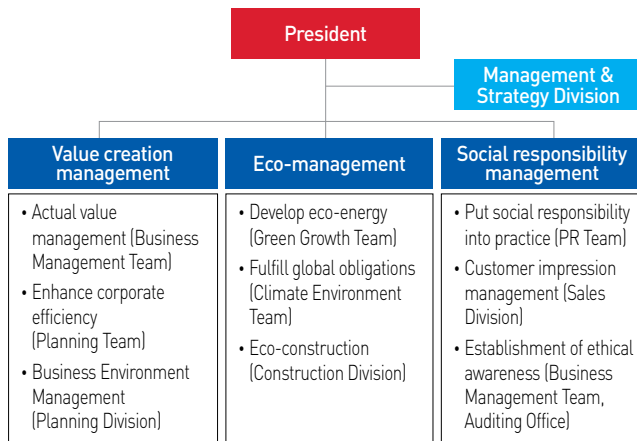 President
Management &
Strategy Division
Value creation
management
• Actual value
management (Business
Management Team)
• Enhance corporate
efficiency
(Planning Team)
• Business Environment
Management
(Planning Division)
Eco-management
• Develop eco-energy
(Green Growth Team)
• Fulfill global obligations
(Climate Environment
Team)
• Eco-construction
(Construction Division)
Social responsibility
management
• Put social responsibility
into practice (PR Team)
• Customer impression
management (Sales
Division)
• Establishment of ethical
awareness (Business
Management Team,
Auditing Office)